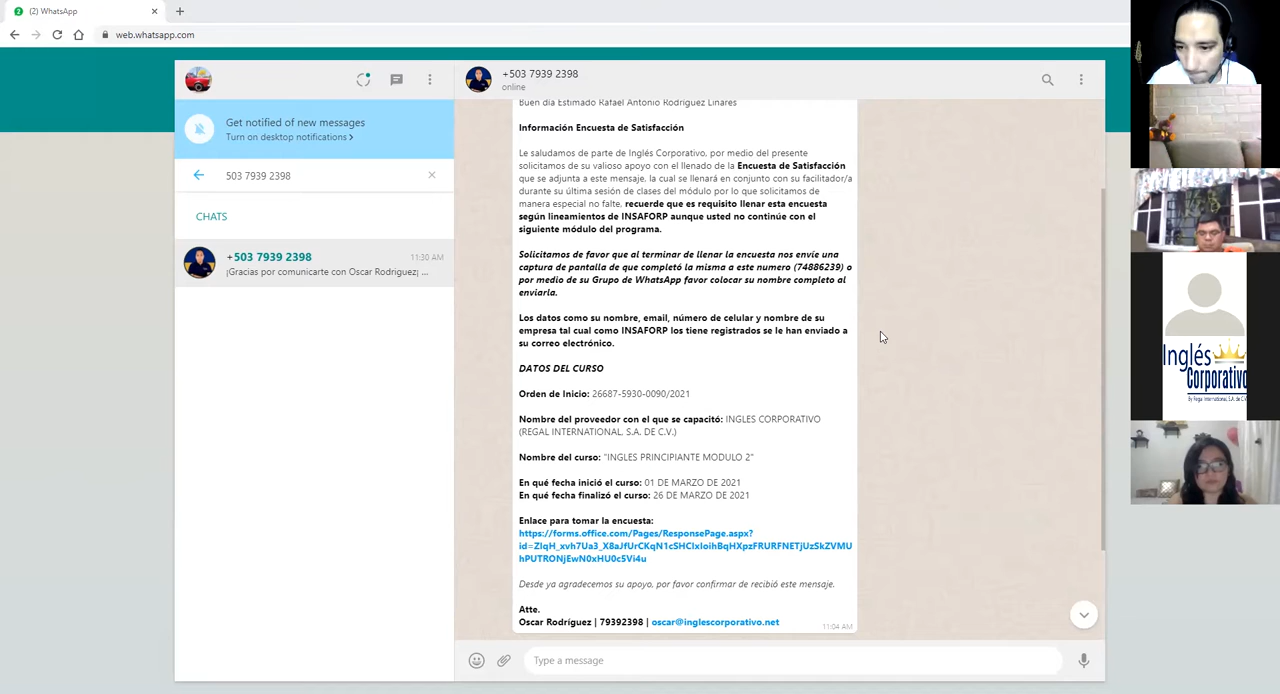 (2) WhatsApp
web.whatsapp.com
+503 7939 2398
online
Get notified of new messages
Turn on desktop notifications >
503 7939 2398
CHATS
+503 7939 2398
11:30 AM
¡Gracias por comunicarte con Oscar Rodriguez¡ ...
Buen día Estimado Rafael Antonio Rodríguez Linares
Información Encuesta de Satisfacción
Le saludamos de parte de Inglés Corporativo, por medio del presente
solicitamos de su valioso apoyo con el llenado de la Encuesta de Satisfacción
que se adjunta a este mensaje, la cual se llenará en conjunto con su facilitador/a
durante su última sesión de clases del módulo por lo que solicitamos de
manera especial no falte, recuerde que es requisito llenar esta encuesta
según lineamientos de INSAFORP aunque usted no continúe con el
siguiente módulo del programa.
Solicitamos de favor que al terminar de llenar la encuesta nos envíe una
captura de pantalla de que completó la misma a este numero (74886239) o
por medio de su Grupo de WhatsApp favor colocar su nombre completo al
enviarla.
Los datos como su nombre, email, número de celular y nombre de su
empresa tal cual como INSAFORP los tiene registrados se le han enviado a
su correo electrónico.
DATOS DEL CURSO
Orden de Inicio: 26687-5930-0090/2021
Nombre del proveedor con el que se capacitó: INGLES CORPORATIVO
(REGAL INTERNATIONAL, S.A. DE C.V.)
Nombre del curso: "INGLES PRINCIPIANTE MODULO 2"
En qué fecha inició el curso: 01 DE MARZO DE 2021
En qué fecha finalizó el curso: 26 DE MARZO DE 2021
Enlace para tomar la encuesta:
https://forms.office.com/Pages/ResponsePage.aspx?
id=ZIqH_xvh7Ua3_X8aJfUrCKqN1cSHCIxIoihBqHXpzFRURFNETjUzSkZVMU
hPUTRONjEwN0xHU0c5Vi4u
Desde ya agradecemos su apoyo, por favor confirmar de recibió este mensaje.
Atte.
Oscar Rodríguez | 79392398 | oscar@inglescorporativo.net
11:04 AM
Type a message
Inglés
Corporativo
By Regal International S.A. de C.V.